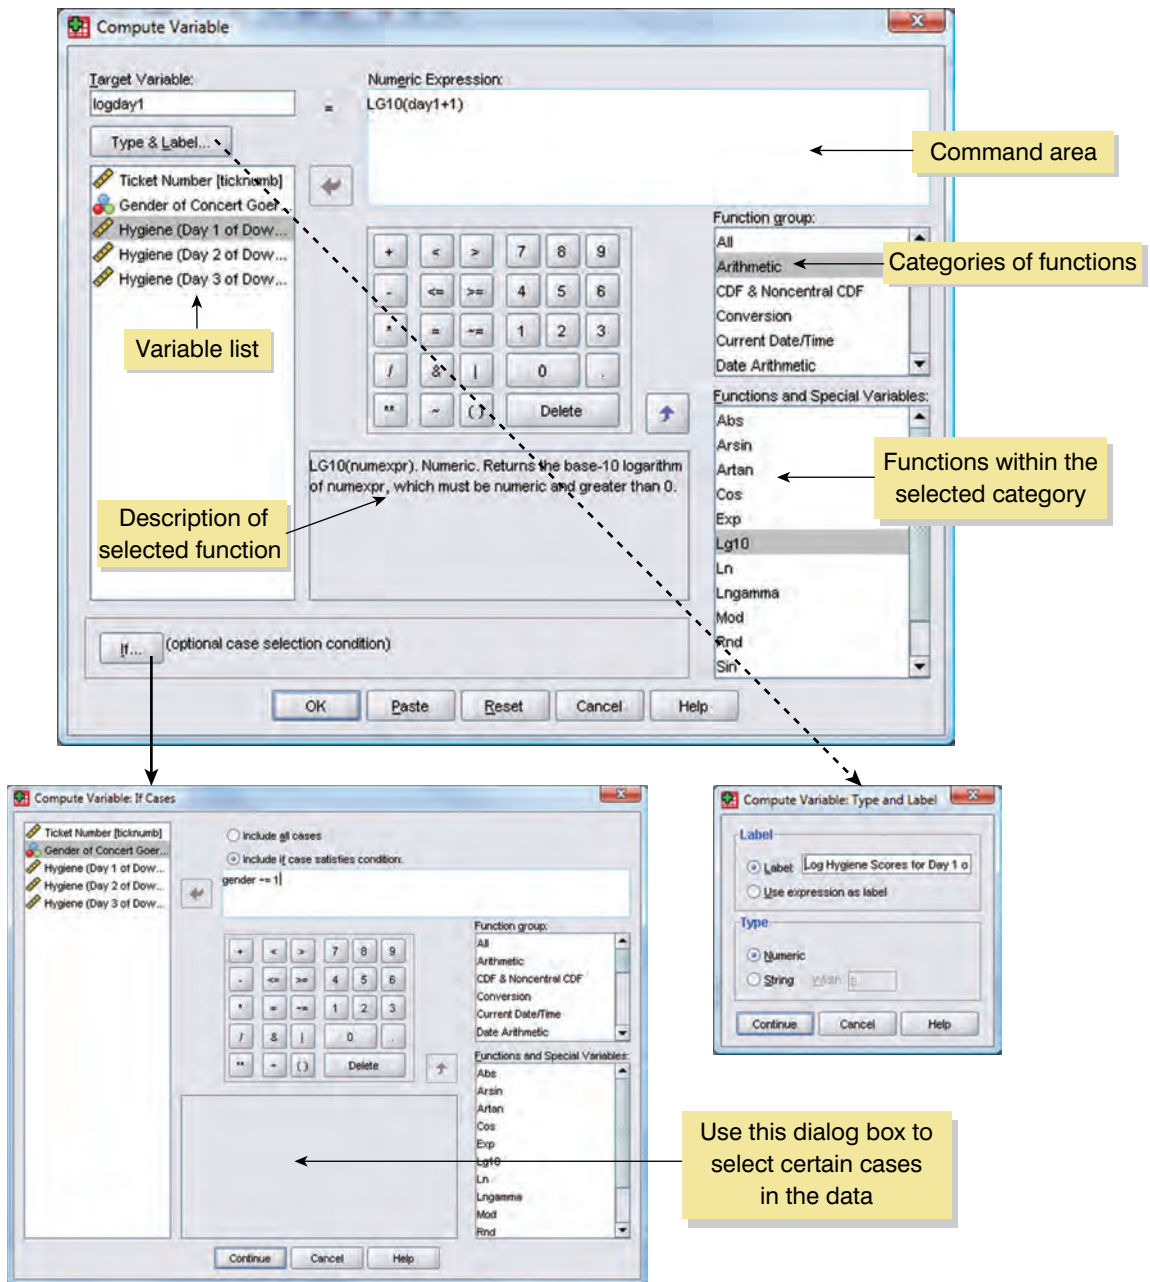 Compute Variable
Target Variable:
logday1
=
Numeric Expression:
LG10(day1+1)
Type & Label...
Command area
Ticket Number [ticknumb]
Gender of Concert Goer...
Hygiene (Day 1 of Dow...
Hygiene (Day 2 of Dow...
Hygiene (Day 3 of Dow...
Variable list
+ < > 7 8 9
- <= >= 4 5 6
* = ~= 1 2 3
/ & | 0 .
** ~ ( ) Delete
Function group:
All
Arithmetic
CDF & Noncentral CDF
Conversion
Current Date/Time
Date Arithmetic
Categories of functions
Functions and Special Variables:
Abs
Arsin
Artan
Cos
Exp
Lg10
Ln
Lngamma
Mod
Rnd
Sin
Functions within the
selected category
LG10(numexpr). Numeric. Returns the base-10 logarithm
of numexpr, which must be numeric and greater than 0.
Description of
selected function
If...
(optional case selection condition)
OK
Paste
Reset
Cancel
Help
Compute Variable: If Cases
Ticket Number [ticknumb]
Gender of Concert Goer...
Hygiene (Day 1 of Dow...
Hygiene (Day 2 of Dow...
Hygiene (Day 3 of Dow...
Include all cases
Include if case satisfies condition:
gender ~= 1
+ < > 7 8 9
- <= >= 4 5 6
* = ~= 1 2 3
/ & | 0 .
** ~ ( ) Delete
Function group:
All
Arithmetic
CDF & Noncentral CDF
Conversion
Current Date/Time
Date Arithmetic
Functions and Special Variables:
Abs
Arsin
Artan
Cos
Exp
Lg10
Ln
Lngamma
Mod
Rnd
Continue
Cancel
Help
Compute Variable: Type and Label
Label
Label: Log Hygiene Scores for Day 1 o
Use expression as label
Type
Numeric
String Width:
Continue
Cancel
Help
Use this dialog box to
select certain cases
in the data